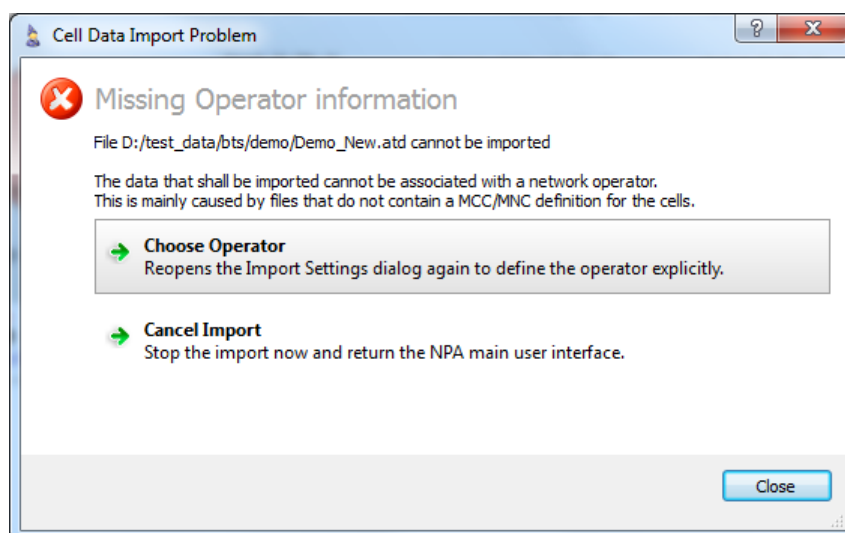 Cell Data Import Problem
Missing Operator information
File D:/test_data/bts/demo/Demo_New.atd cannot be imported
The data that shall be imported cannot be associated with a network operator.
This is mainly caused by files that do not contain a MCC/MNC definition for the cells.
Choose Operator
Reopens the Import Settings dialog again to define the operator explicitly.
Cancel Import
Stop the import now and return the NPA main user interface.
Close